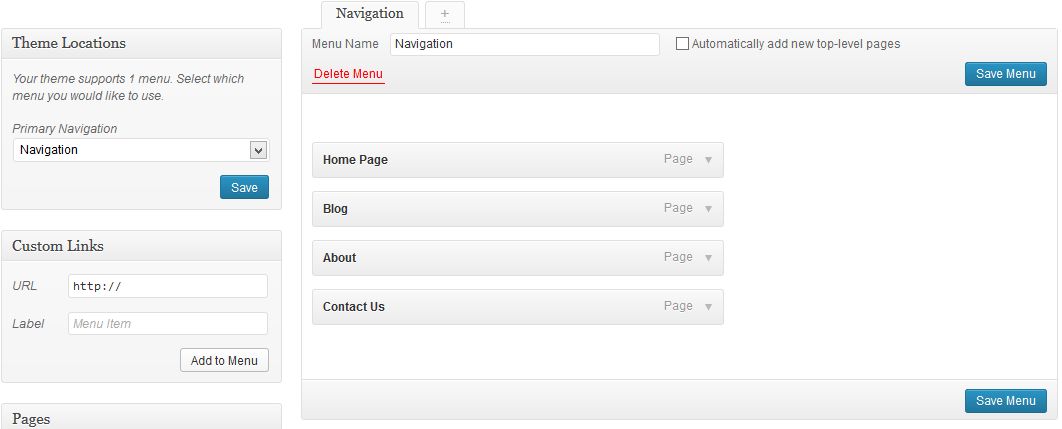 Navigation
+
Theme Locations
Your theme supports 1 menu. Select which
menu you would like to use.
Primary Navigation
Navigation
Save
Custom Links
URL http://
Label Menu Item
Add to Menu
Pages
Menu Name Navigation Automatically add new top-level pages
Delete Menu Save Menu
Home Page Page
Blog Page
About Page
Contact Us Page
Save Menu